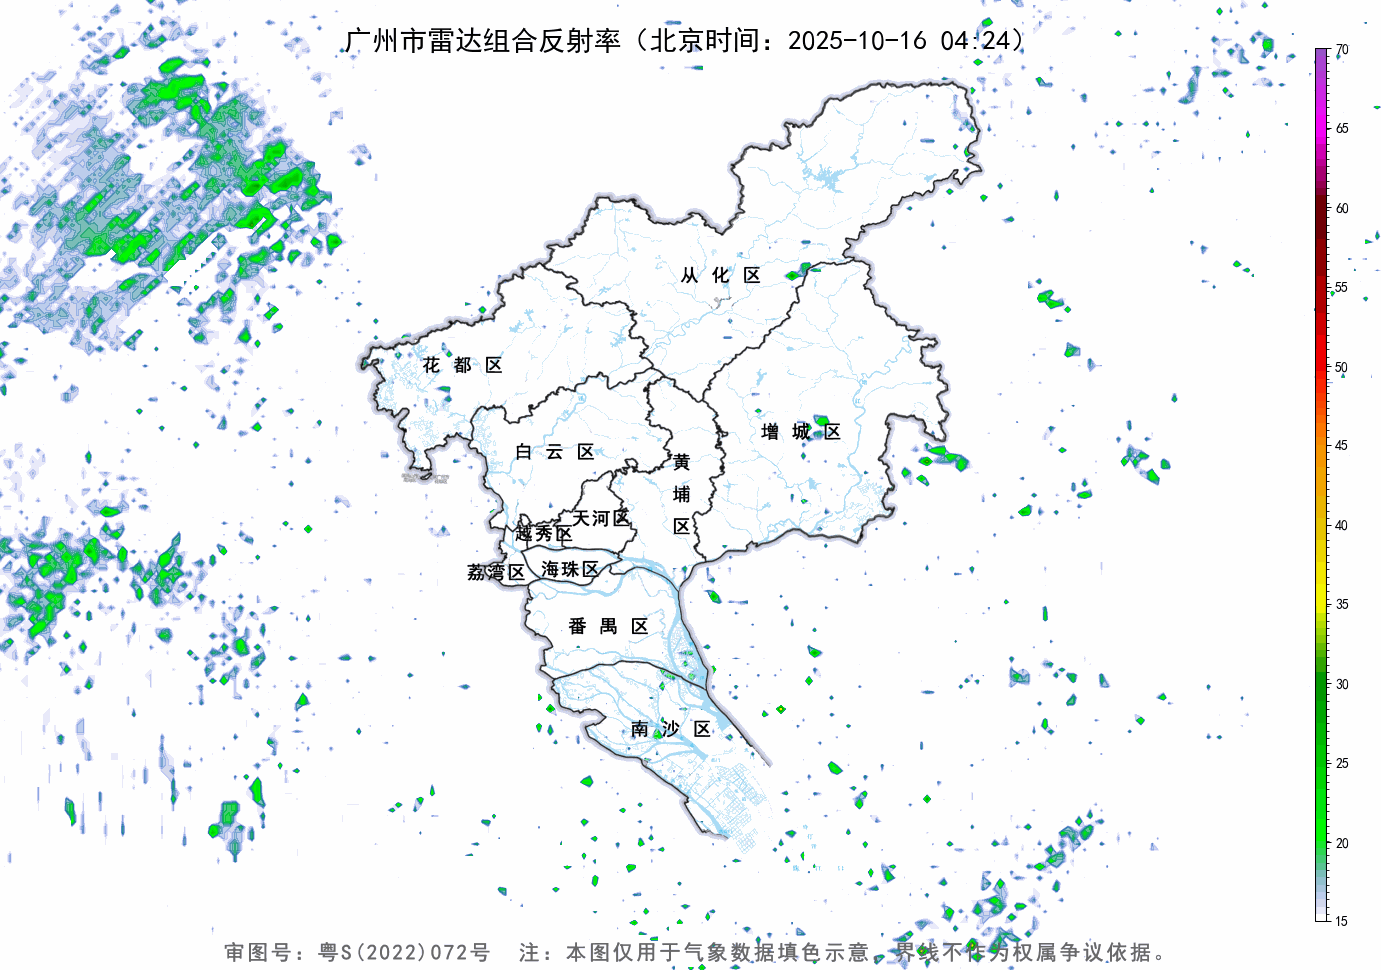 广州市雷达组合反射率（北京时间：2025-10-16 04:24）
70
65
60
55
50
45
40
35
30
25
20
15
从化区
花都区
增城区
白云区
黄埔区
天河区
越秀区
荔湾区
海珠区
番禺区
南沙区
审图号：粤S(2022)072号 注：本图仅用于气象数据填色示意，界线不作为权属争议依据。